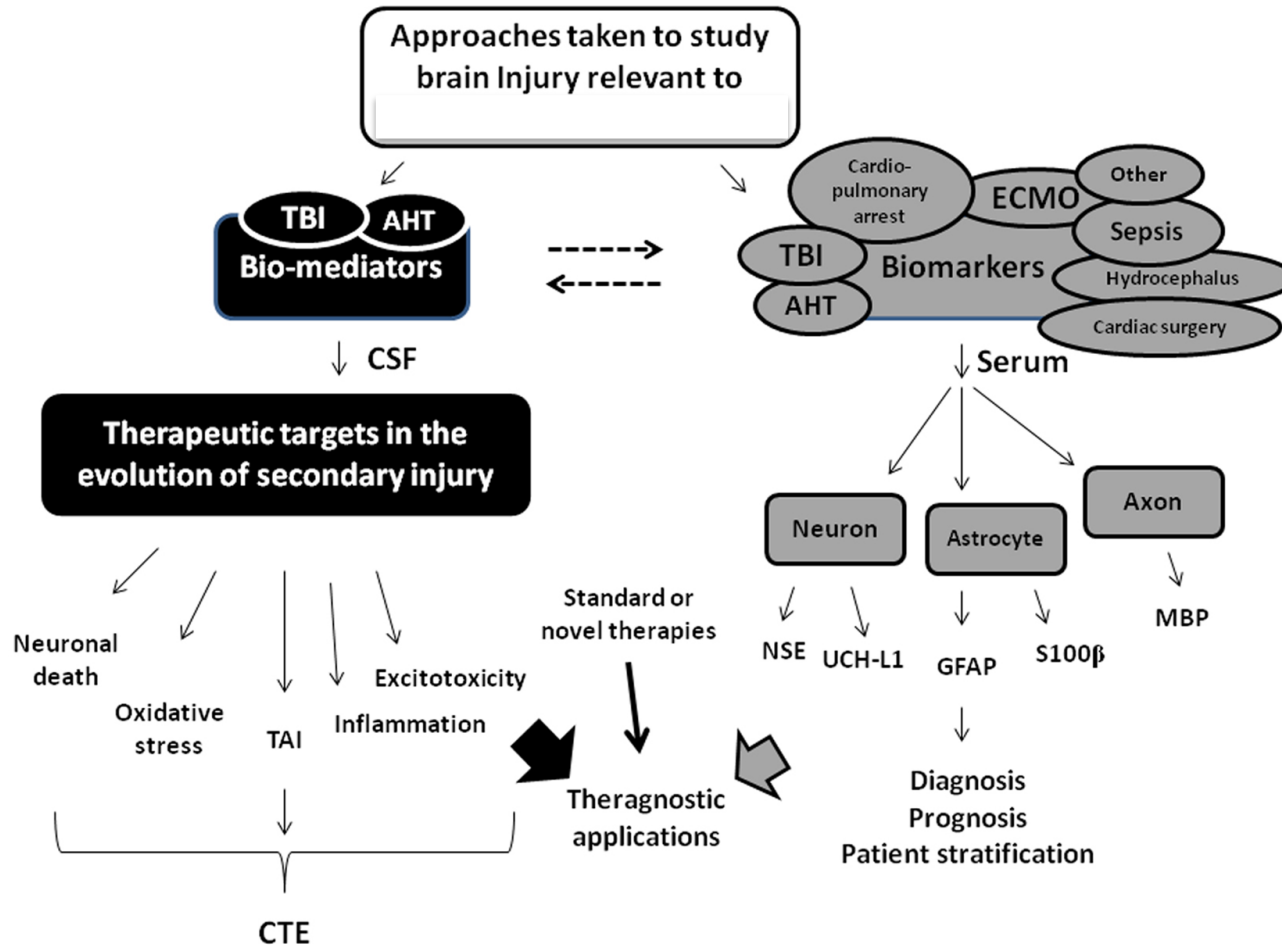 Approaches taken to study
brain Injury relevant to
TBI
AHT
Bio-mediators
Cardio-
pulmonary
arrest
ECMO
Other
Sepsis
TBI
Biomarkers
Hydrocephalus
AHT
Cardiac surgery
CSF
Serum
Therapeutic targets in the
evolution of secondary injury
Neuron
Astrocyte
Axon
Neuronal
death
Oxidative
stress
TAI
Inflammation
Excitotoxicity
Standard or
novel therapies
NSE
UCH-L1
GFAP
S100β
MBP
Theragnostic
applications
Diagnosis
Prognosis
Patient stratification
CTE